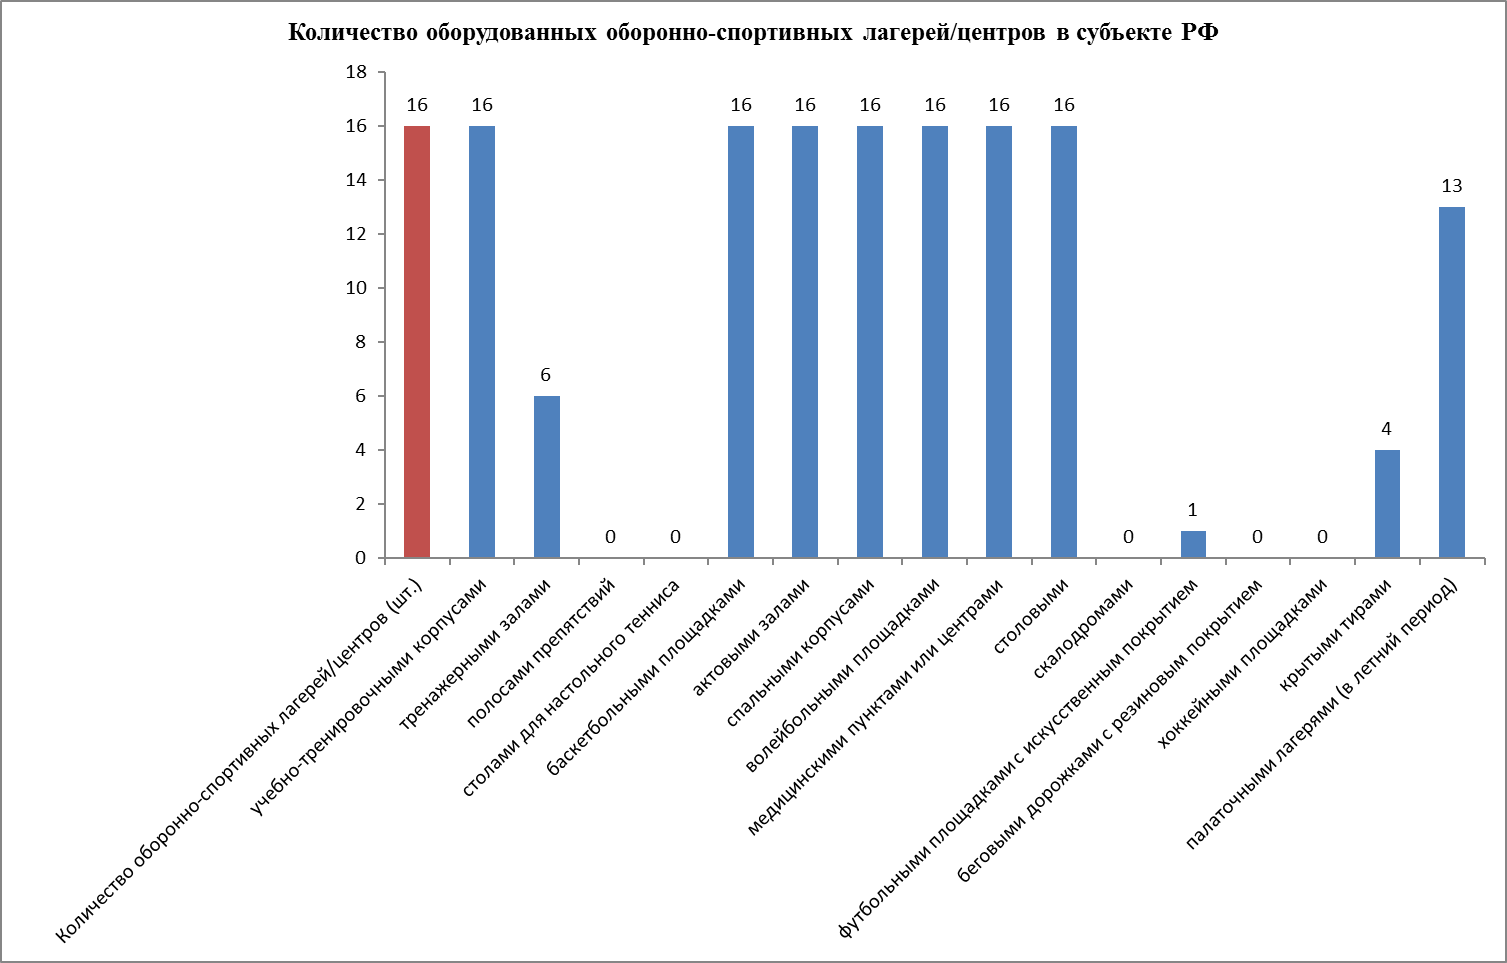 Количество оборудованных оборонно-спортивных лагерей/центров в субъекте РФ
18
16
14
12
10
8
6
4
2
0
16
16
6
0
0
16
16
16
16
16
16
0
1
0
0
4
13
Количество оборонно-спортивных лагерей/центров (шт.)
учебно-тренировочными корпусами
тренажерными залами
полосами препятствий
столами для настольного тенниса
баскетбольными площадками
актовыми залами
спальными корпусами
волейбольными площадками
медицинскими пунктами или центрами
столовыми
скалодромами
футбольными площадками с искусственным покрытием
беговыми дорожками с резиновым покрытием
хоккейными площадками
крытыми тирами
палаточными лагерями (в летний период)